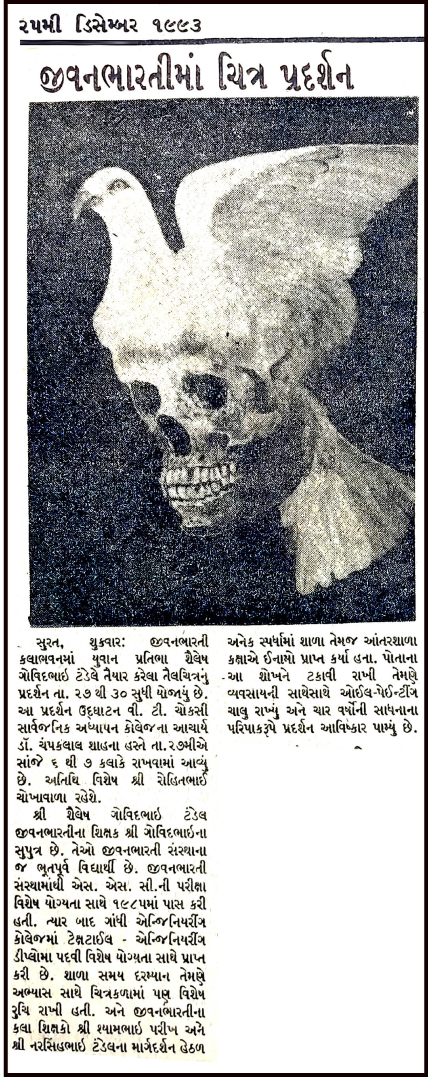 ૨૫મી ડિસેમ્બર ૧૯૯૩
જીવનભારતીમાં ચિત્ર પ્રદર્શન
સુરત, શુક્રવાર: જીવનભારતી
કલાભવનમાં યુવાન પ્રતિભા શૈલેષ
ગોવિંદભાઇ ટંડેલે તૈયાર કરેલા તૈલચિત્રનું
પ્રદર્શન તા. ૨૭ થી ૩૦ સુધી યોજાયું છે.
આ પ્રદર્શન ઉદ્ઘાટન વી. ટી. ચોકસી
સાર્વજનિક અધ્યાપન કોલેજના આચાર્ય
ડૉ. ચંપકલાલ શાહના હસ્તે તા.૨૭મીએ
સાંજે ૬ થી ૭ કલાકે રાખવામાં આવ્યું
છે. અતિથિ વિશેષ શ્રી રોહિતભાઈ
ચોખાવાળા રહેશે.
શ્રી શૈલેષ ગોવિદભાઇ ટંડેલ
જીવનભારતીના શિક્ષક શ્રી ગોવિદભાઇના
સુપુત્ર છે. તેઓ જીવનભારતી સંસ્થાના
જ ભૂતપૂર્વ વિદ્યાર્થી છે. જીવનભારતી
સંસ્થામાંથી એસ. એસ. સી.ની પરીક્ષા
વિશેષ યોગ્યતા સાથે ૧૯૮૫માં પાસ કરી
હતી. ત્યાર બાદ ગાંધી એન્જિનિયરીંગ
કોલેજમાં ટેક્ષટાઈલ - એન્જિનિયરીંગ
ડીપ્લોમા પદવી વિશેષ યોગ્યતા સાથે પ્રાપ્ત
કરી છે. શાળા સમય દરમ્યાન તેમણે
અભ્યાસ સાથે ચિત્રકળામાં પણ વિશેષ
રુચિ રાખી હતી. અને જીવનભારતીના
કલા શિક્ષકો શ્રી શ્યામભાઇ પરીખ અને
શ્રી નરસિંહભાઇ ટંડેલના માર્ગદર્શન હેઠળ
અનેક સ્પર્ધામાં શાળા તેમજ આંતરશાળા
કક્ષાએ ઈનામો પ્રાપ્ત કર્યા હતા. પોતાના
આ શોખને ટકાવી રાખી તેમણે
વ્યવસાયની સાથેસાથે ઓઈલ-પેઈન્ટીંગ
ચાલુ રાખ્યું અને ચાર વર્ષોની સાધનાના
પરિપાકરૂપે પ્રદર્શન આવિષ્કાર પામ્યુ છે.